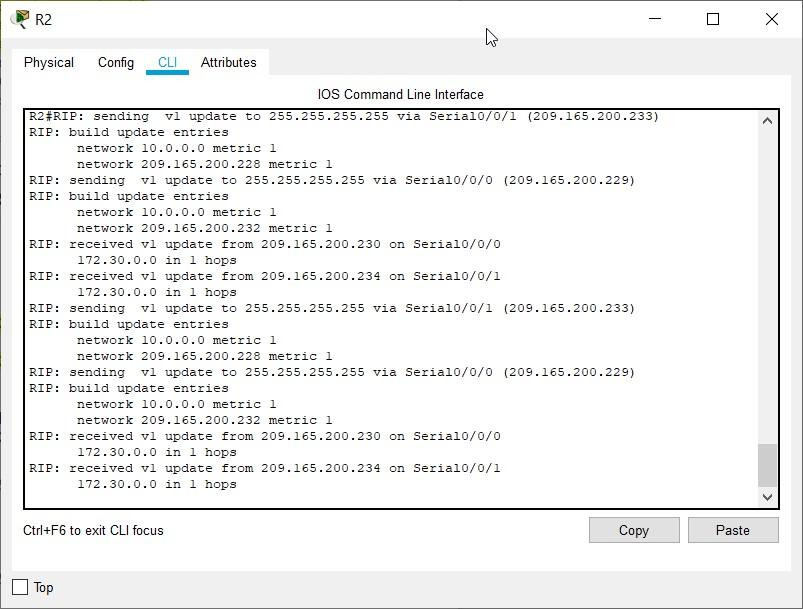 R2
Physical Config CLI Attributes
IOS Command Line Interface
R2#RIP: sending  v1 update to 255.255.255.255 via Serial0/0/1 (209.165.200.233)
RIP: build update entries
      network 10.0.0.0 metric 1
      network 209.165.200.228 metric 1
RIP: sending  v1 update to 255.255.255.255 via Serial0/0/0 (209.165.200.229)
RIP: build update entries
      network 10.0.0.0 metric 1
      network 209.165.200.232 metric 1
RIP: received v1 update from 209.165.200.230 on Serial0/0/0
      172.30.0.0 in 1 hops
RIP: received v1 update from 209.165.200.234 on Serial0/0/1
      172.30.0.0 in 1 hops
RIP: sending  v1 update to 255.255.255.255 via Serial0/0/1 (209.165.200.233)
RIP: build update entries
      network 10.0.0.0 metric 1
      network 209.165.200.228 metric 1
RIP: sending  v1 update to 255.255.255.255 via Serial0/0/0 (209.165.200.229)
RIP: build update entries
      network 10.0.0.0 metric 1
      network 209.165.200.232 metric 1
RIP: received v1 update from 209.165.200.230 on Serial0/0/0
      172.30.0.0 in 1 hops
RIP: received v1 update from 209.165.200.234 on Serial0/0/1
      172.30.0.0 in 1 hops
Ctrl+F6 to exit CLI focus
Copy Paste
Top